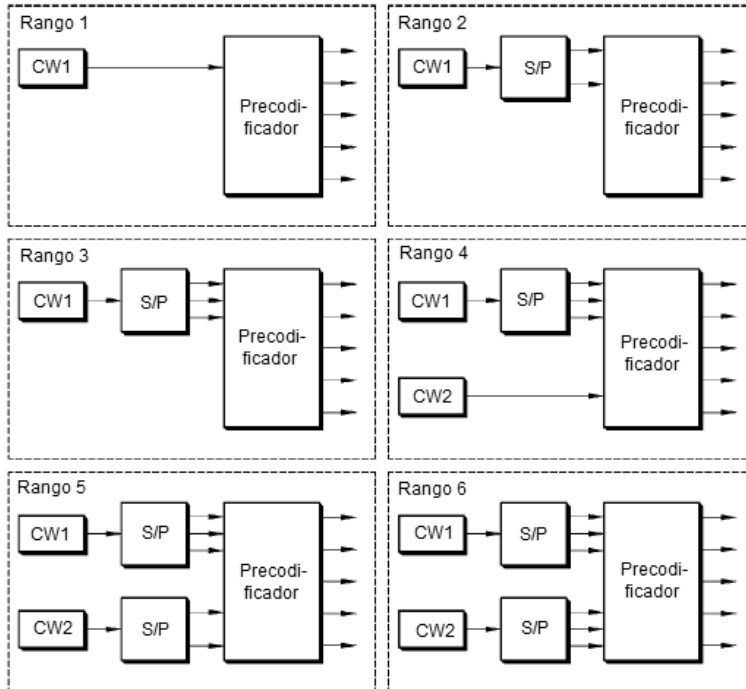 Rango 1
CW1
Precodi-
ficador
Rango 2
CW1
S/P
Precodi-
ficador
Rango 3
CW1
S/P
Precodi-
ficador
Rango 4
CW1
S/P
CW2
Precodi-
ficador
Rango 5
CW1
S/P
CW2
S/P
Precodi-
ficador
Rango 6
CW1
S/P
CW2
S/P
Precodi-
ficador